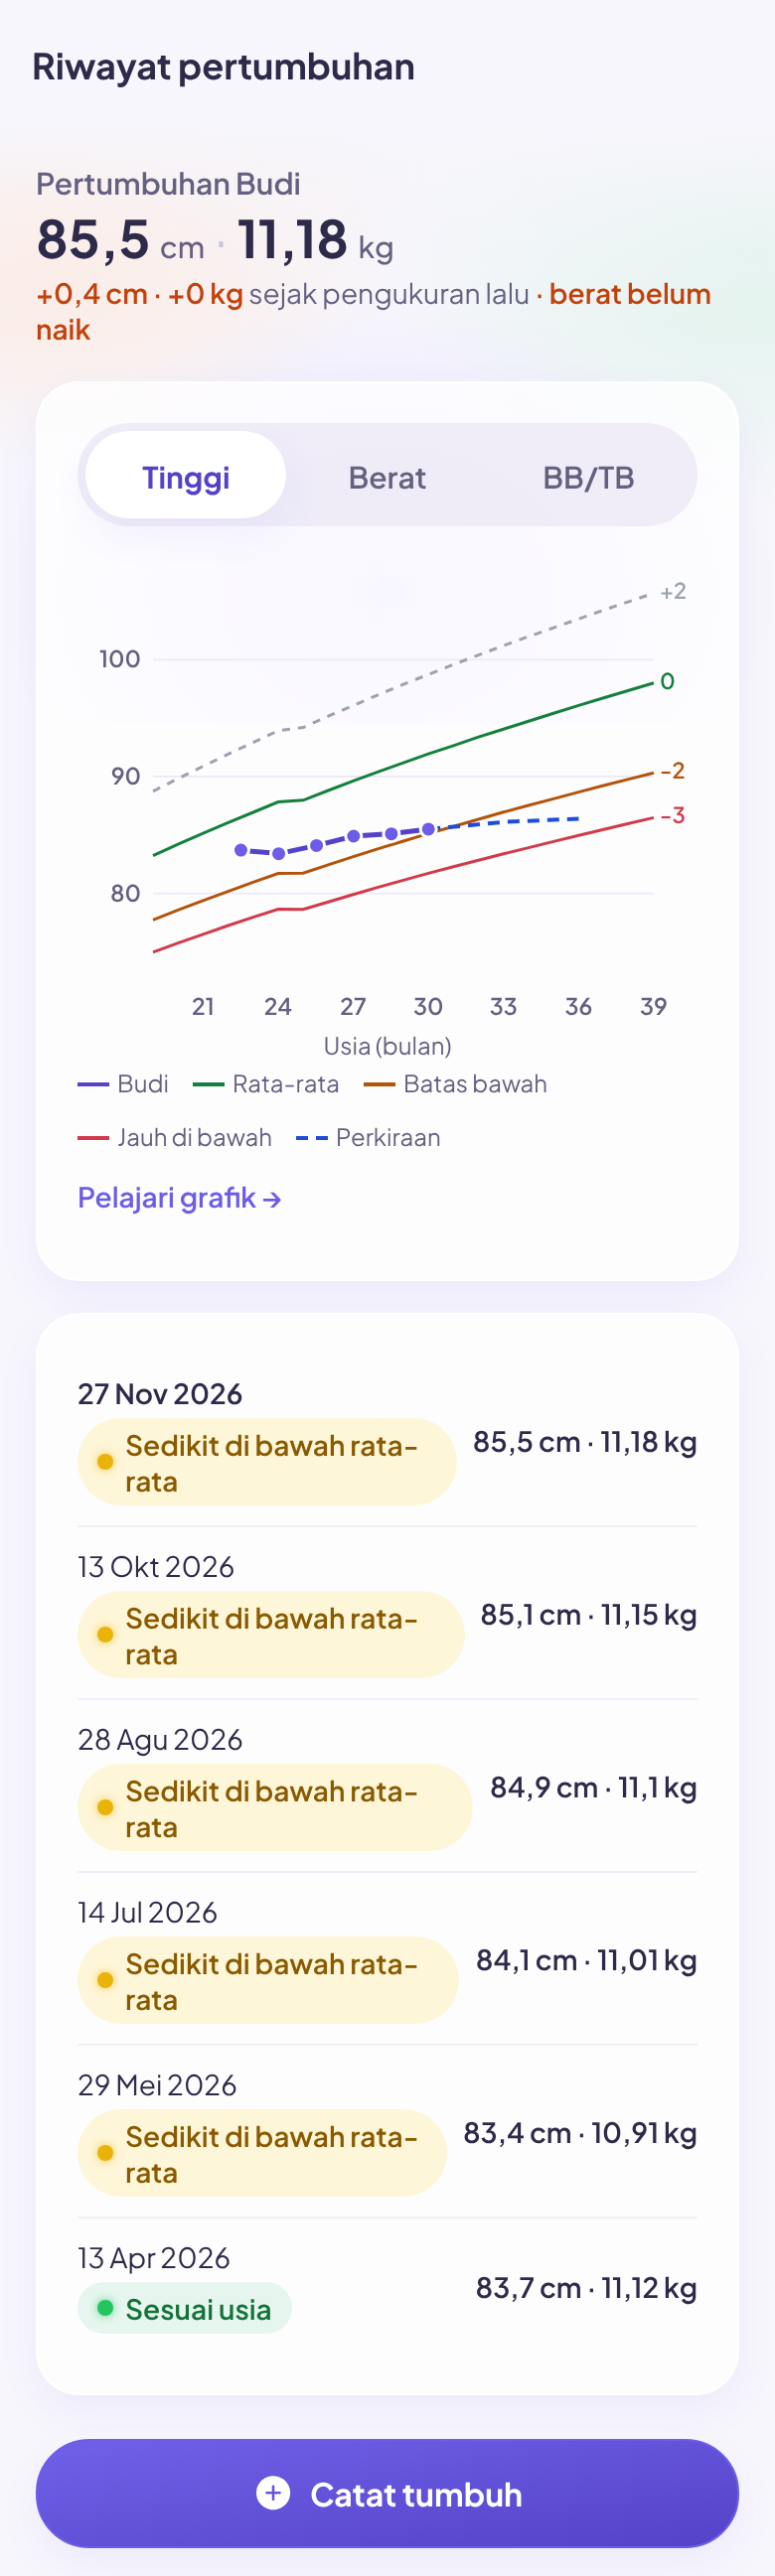 Riwayat pertumbuhan
Pertumbuhan Budi
85,5 cm · 11,18 kg
+0,4 cm · +0 kg sejak pengukuran lalu · berat belum
naik
Tinggi Berat BB/TB
+2
100
0
90
-2
-3
80
21 24 27 30 33 36 39
Usia (bulan)
Budi Rata-rata Batas bawah
Jauh di bawah Perkiraan
Pelajari grafik →
27 Nov 2026
Sedikit di bawah rata-
rata
85,5 cm · 11,18 kg
13 Okt 2026
Sedikit di bawah rata-
rata
85,1 cm · 11,15 kg
28 Agu 2026
Sedikit di bawah rata-
rata
84,9 cm · 11,1 kg
14 Jul 2026
Sedikit di bawah rata-
rata
84,1 cm · 11,01 kg
29 Mei 2026
Sedikit di bawah rata-
rata
83,4 cm · 10,91 kg
13 Apr 2026
Sesuai usia
83,7 cm · 11,12 kg
Catat tumbuh